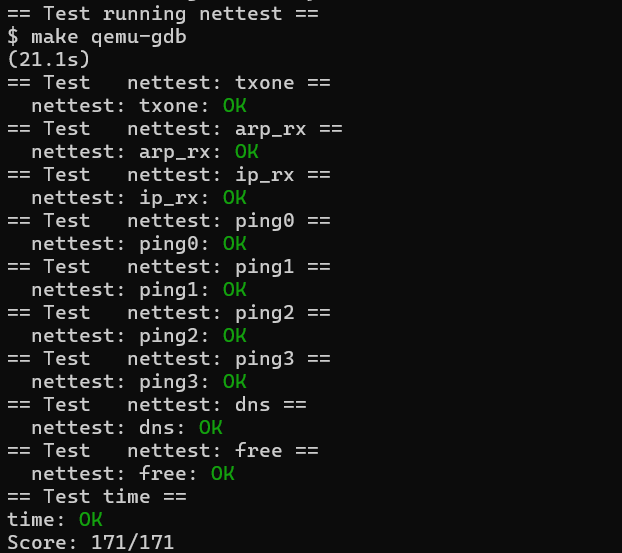 == Test running nettest ==
$ make qemu-gdb
(21.1s)
== Test   nettest: txone ==
  nettest: txone: OK
== Test   nettest: arp_rx ==
  nettest: arp_rx: OK
== Test   nettest: ip_rx ==
  nettest: ip_rx: OK
== Test   nettest: ping0 ==
  nettest: ping0: OK
== Test   nettest: ping1 ==
  nettest: ping1: OK
== Test   nettest: ping2 ==
  nettest: ping2: OK
== Test   nettest: ping3 ==
  nettest: ping3: OK
== Test   nettest: dns ==
  nettest: dns: OK
== Test   nettest: free ==
  nettest: free: OK
== Test time ==
time: OK
Score: 171/171